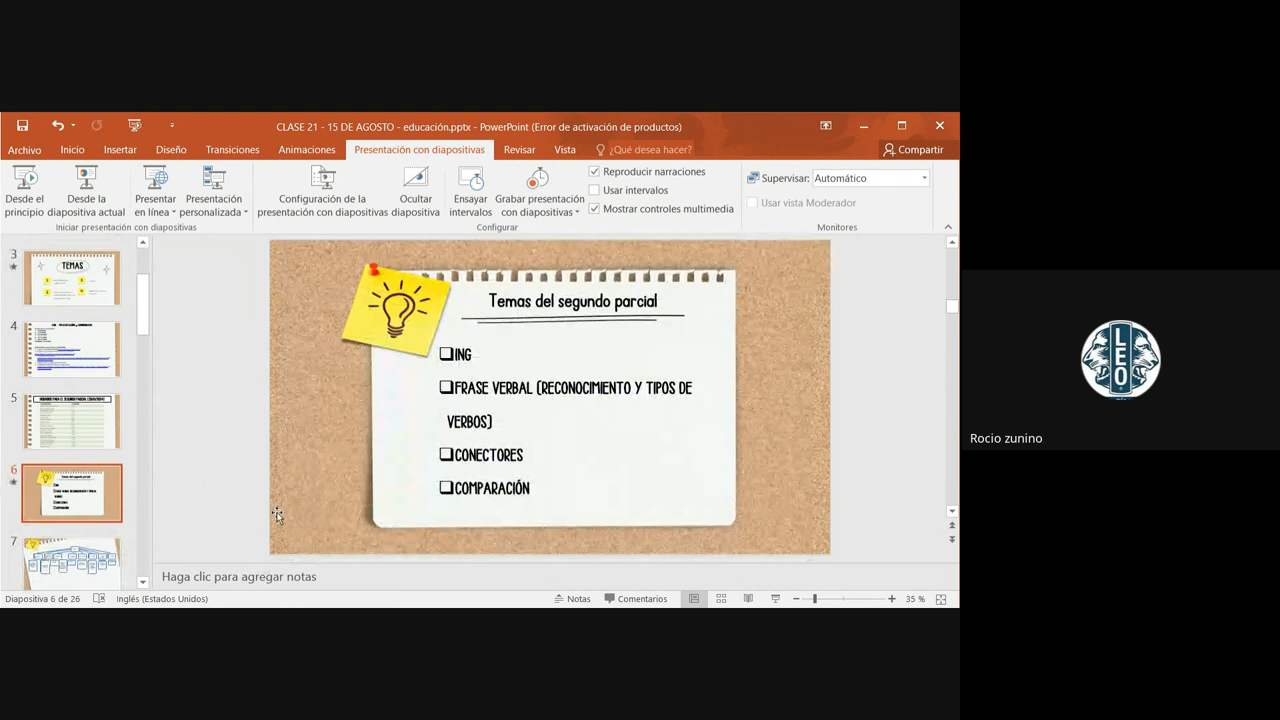 CLASE 21 - 15 DE AGOSTO - educación.pptx - PowerPoint (Error de activación de productos)
Archivo Inicio Insertar Diseño Transiciones Animaciones Presentación con diapositivas Revisar Vista ¿Qué desea hacer? Compartir
Desde el principio
Desde la diapositiva actual
Presentar en línea
Presentación personalizada
Configuración de la presentación con diapositivas
Ocultar diapositiva
Ensayar intervalos
Grabar presentación con diapositivas
Reproducir narraciones
Usar intervalos
Mostrar controles multimedia
Supervisar: Automático
Usar vista Moderador
Iniciar presentación con diapositivas
Configurar
Monitores
3
TEMAS
4
5
6
7
Temas del segundo parcial
ING
FRASE VERBAL (RECONOCIMIENTO Y TIPOS DE
VERBOS)
CONECTORES
COMPARACIÓN
LEO
Rocio zunino
Haga clic para agregar notas
Diapositiva 6 de 26 Inglés (Estados Unidos) Notas Comentarios 35 %